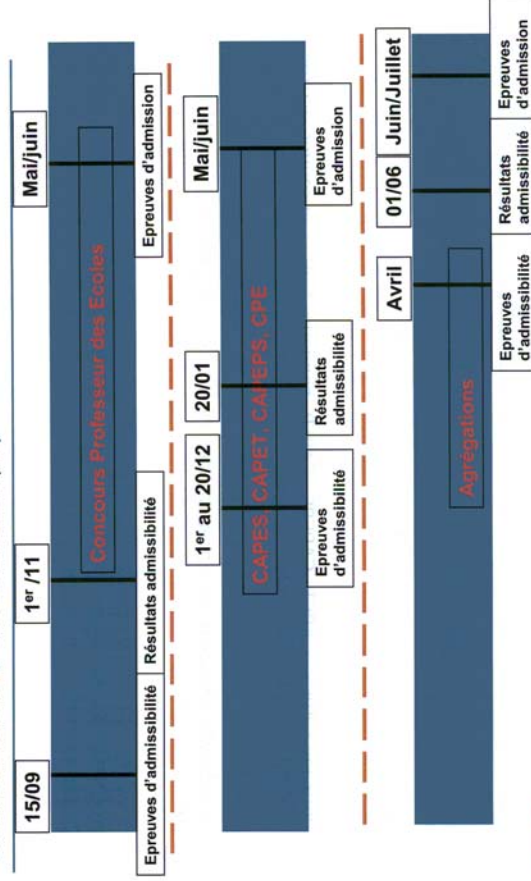 15/09
1er /11
Mai/juin
Concours Professeur des Ecoles
Epreuves d'admissibilité
Résultats admissibilité
Epreuves d'admission
1er au 20/12
20/01
Mai/juin
CAPES, CAPET, CAPEPS, CPE
Epreuves
d'admissibilité
Résultats
admissibilité
Epreuves
d'admission
Avril
01/06
Juin/Juillet
Agrégations
Epreuves
d'admissibilité
Résultats
admissibilité
Epreuves
d'admission